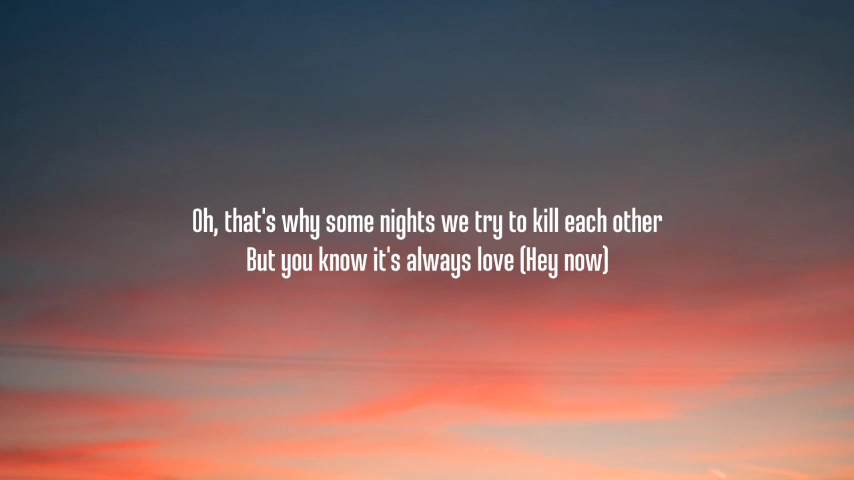 Oh, that's why some nights we try to kill each other
But you know it's always love (Hey now)